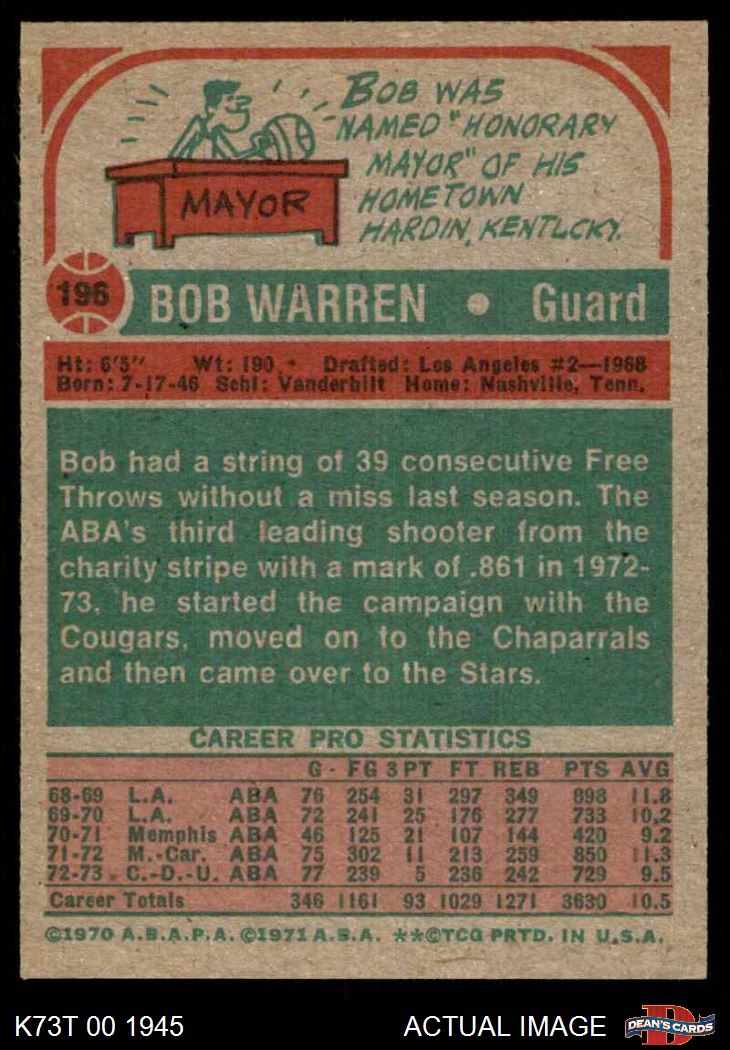 BOB WAS
NAMED "HONORARY
MAYOR" OF HIS
HOMETOWN
HARDIN, KENTLCKY.
MAYOR
196
BOB WARREN • Guard
Ht: 6'5" Wt: 190 Drafted: Los Angeles #2—1968
Born: 7-17-46 Schl: Vanderbilt Home: Nashville, Tenn.
Bob had a string of 39 consecutive Free
Throws without a miss last season. The
ABA's third leading shooter from the
charity stripe with a mark of .861 in 1972-
73, he started the campaign with the
Cougars, moved on to the Chaparrals
and then came over to the Stars.
CAREER PRO STATISTICS
G FG 3PT FT REB PTS AVG
68-69 L.A. ABA 76 254 31 297 349 898 11.8
69-70 L.A. ABA 72 241 25 176 277 733 10.2
70-71 Memphis ABA 46 125 21 107 144 420 9.2
71-72 M.-Car. ABA 75 302 11 213 259 850 11.3
72-73 C.-D.-U. ABA 77 239 5 236 242 729 9.5
Career Totals 346 1161 93 1029 1271 3630 10.5
©1970 A.B.A.P.A. ©1971 A.B.A. **©TCG PRTD. IN U.S.A.
K73T 00 1945 ACTUAL IMAGE D DEAN'S CARDS